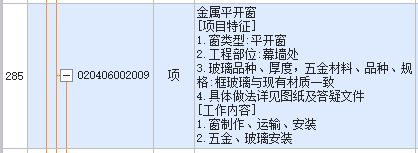 金属平开窗
[项目特征]
1.窗类型:平开窗
2.工程部位:幕墙处
285 020406002009 项 3.玻璃品种、厚度，五金材料、品种、规
格:框玻璃与现有材质一致
4.具体做法详见图纸及答疑文件
[工作内容]
1.窗制作、运输、安装
2.五金、玻璃安装